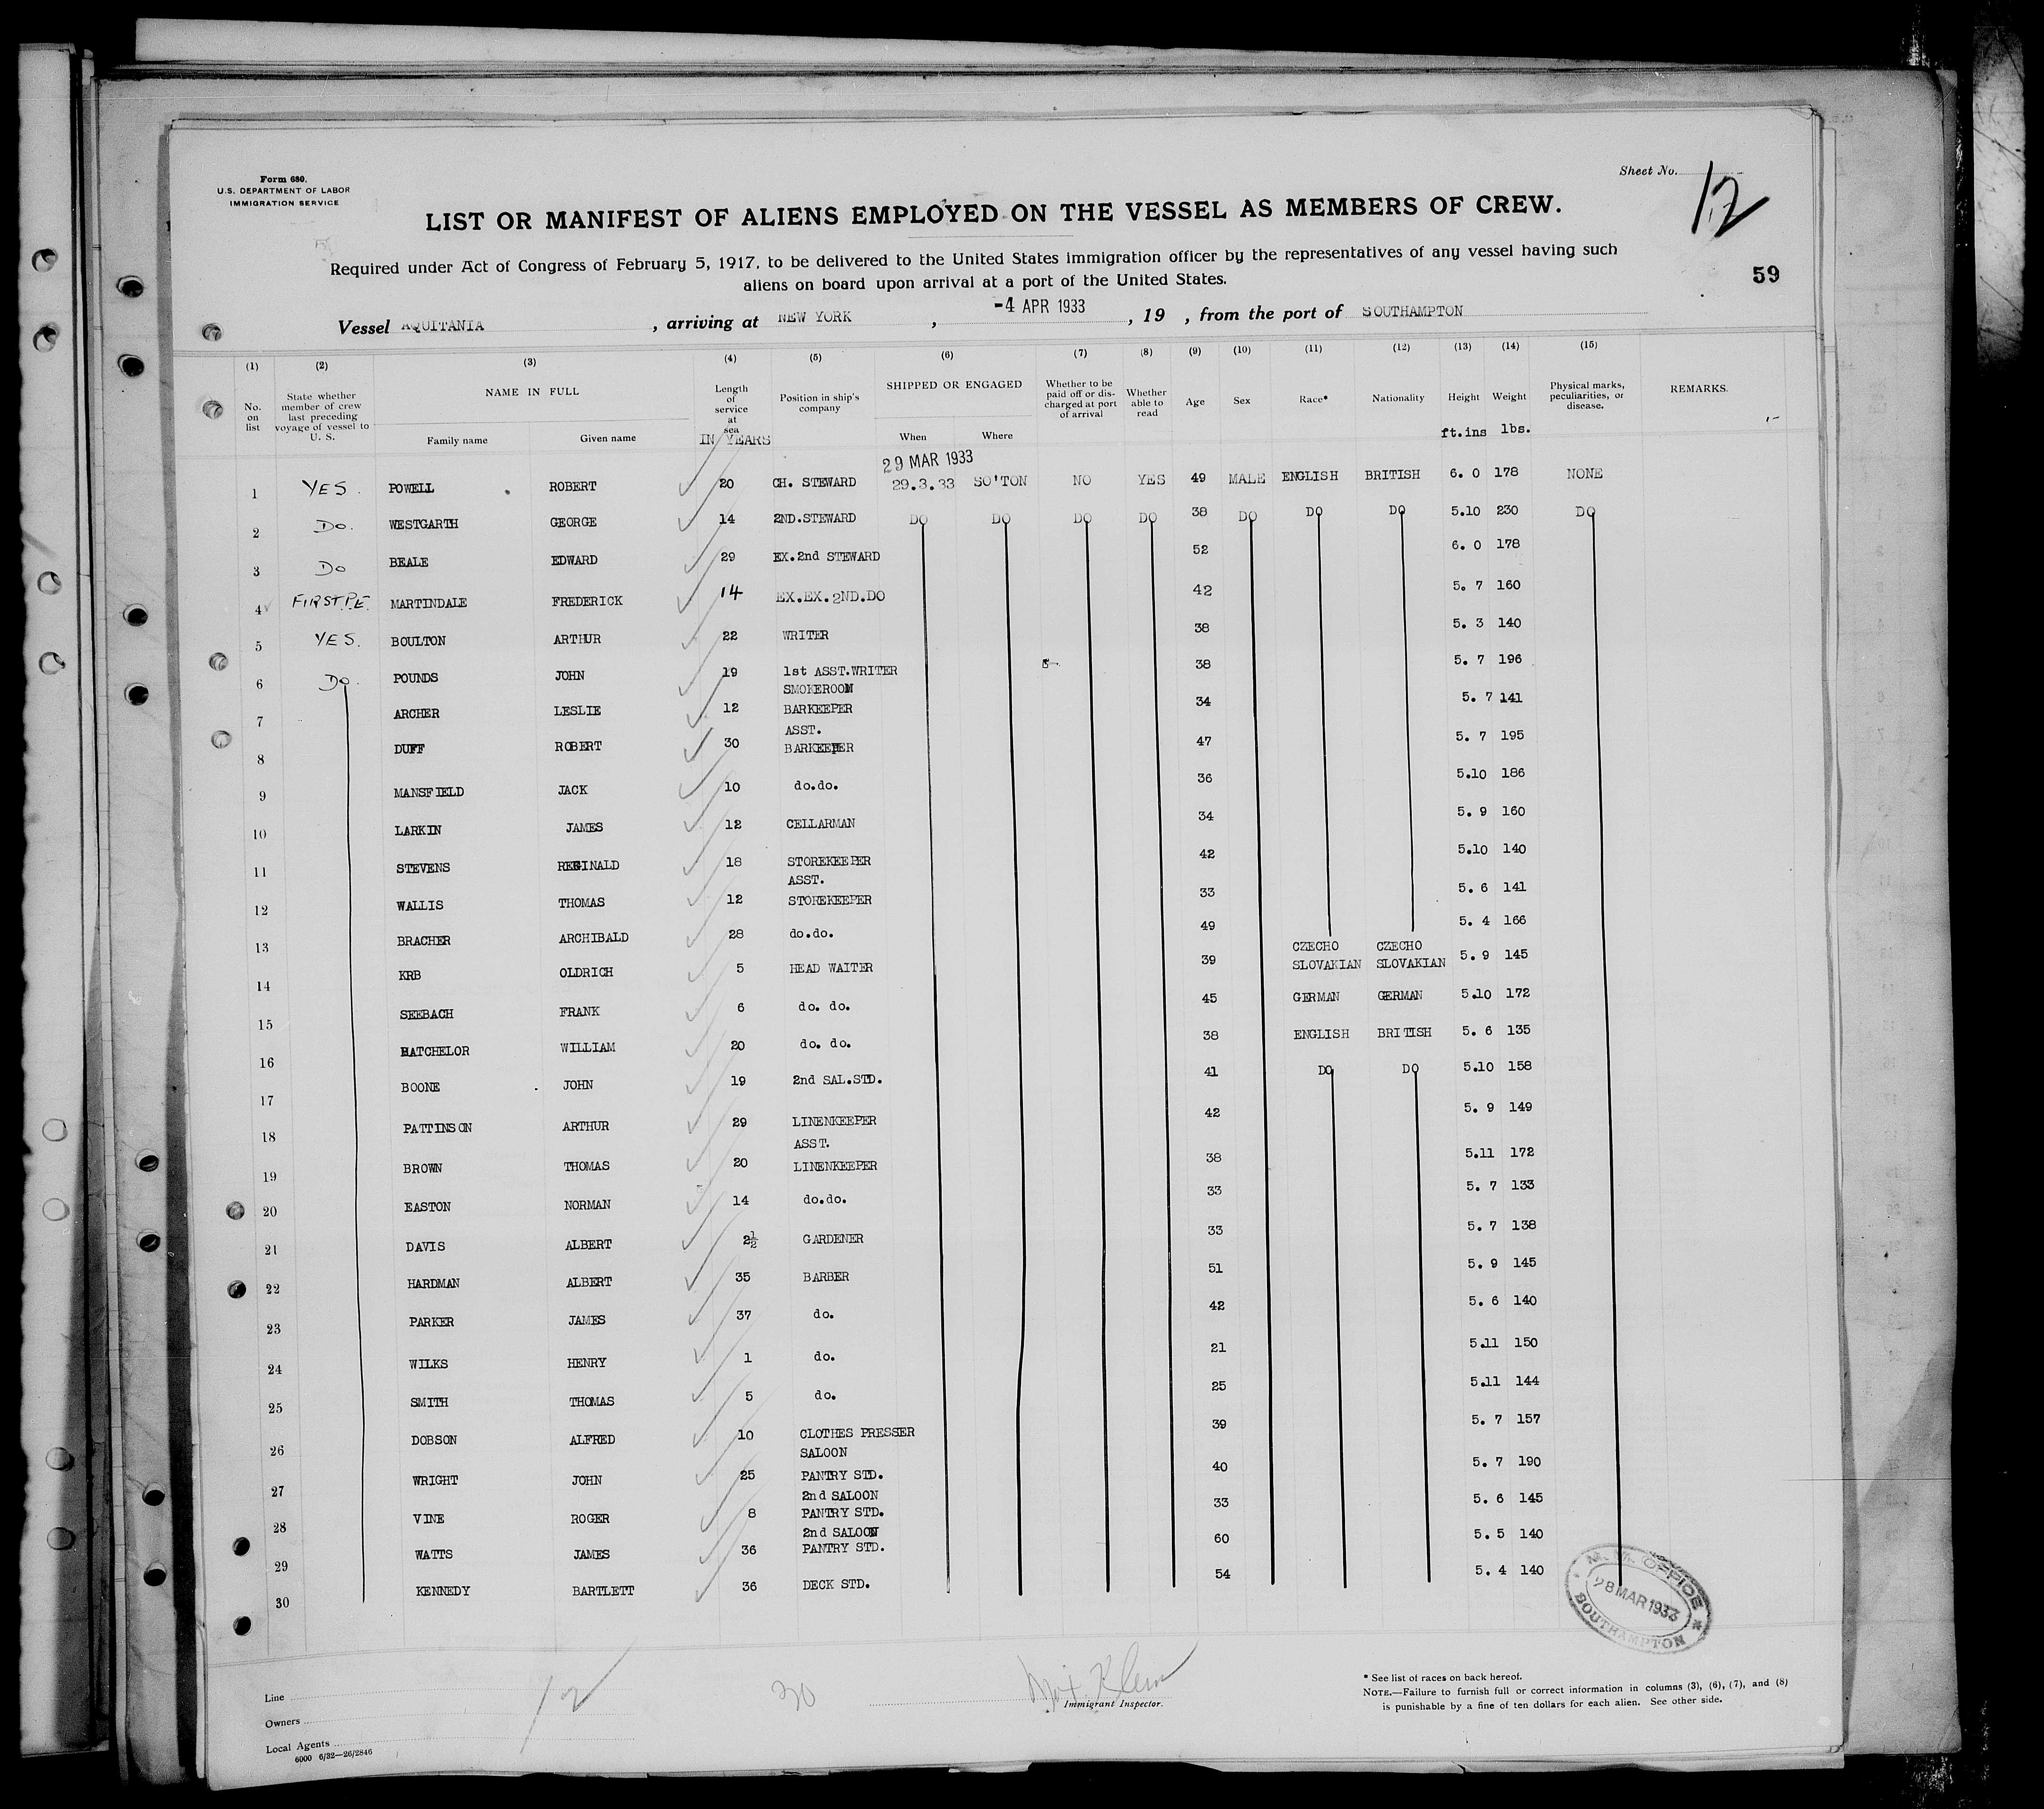 Form 680.
U.S. DEPARTMENT OF LABOR
IMMIGRATION SERVICE
Sheet No. 12
LIST OR MANIFEST OF ALIENS EMPLOYED ON THE VESSEL AS MEMBERS OF CREW.
Required under Act of Congress of February 5, 1917, to be delivered to the United States immigration officer by the representatives of any vessel having such
aliens on board upon arrival at a port of the United States.
59
Vessel AQUITANIA, arriving at NEW YORK, -4 APR 1933, 19 , from the port of SOUTHAMPTON
(1) (2) (3) (4) (5) (6) (7) (8) (9) (10) (11) (12) (13) (14) (15)
No. on list
State whether member of crew last preceding voyage of vessel to U. S.
NAME IN FULL
Family name Given name
Length of service at sea
IN YEARS
Position in ship's company
SHIPPED OR ENGAGED
When Where
Whether to be paid off or discharged at port of arrival
Whether able to read
Age
Sex
Race*
Nationality
Height
ft.ins
Weight
lbs.
Physical marks, peculiarities, or disease.
REMARKS.
29 MAR 1933
1 YES. POWELL ROBERT 20 CH. STEWARD 29.3.33 SO'TON NO YES 49 MALE ENGLISH BRITISH 6. 0 178 NONE
2 Do. WESTGARTH GEORGE 14 2ND.STEWARD DO DO DO DO 38 DO DO DO 5.10 230 DO
3 Do BEALE EDWARD 29 EX.2nd STEWARD 52 6. 0 178
4 FIRST P.E. MARTINDALE FREDERICK 14 EX.EX.2ND.DO 42 5. 7 160
5 YES. BOULTON ARTHUR 22 WRITER 38 5. 3 140
6 Do. POUNDS JOHN 19 1st ASST.WRITER 38 5. 7 196
7 ARCHER LESLIE 12 SMOKEROOM BARKEEPER 34 5. 7 141
8 DUFF ROBERT 30 ASST. BARKEEPER 47 5. 7 195
9 MANSFIELD JACK 10 do.do. 36 5.10 186
10 LARKIN JAMES 12 CELLARMAN 34 5. 9 160
11 STEVENS REGINALD 18 STOREKEEPER 42 5.10 140
12 WALLIS THOMAS 12 ASST. STOREKEEPER 33 5. 6 141
13 BRACHER ARCHIBALD 28 do.do. 49 5. 4 166
14 KRB OLDRICH 5 HEAD WAITER 39 CZECHO SLOVAKIAN CZECHO SLOVAKIAN 5. 9 145
15 SEEBACH FRANK 6 do. do. 45 GERMAN GERMAN 5.10 172
16 BATCHELOR WILLIAM 20 do. do. 38 ENGLISH BRITISH 5. 6 135
17 BOONE JOHN 19 2nd SAL.STD. 41 DO DO 5.10 158
18 PATTINSON ARTHUR 29 LINENKEEPER 42 5. 9 149
19 BROWN THOMAS 20 ASST. LINENKEEPER 38 5.11 172
20 EASTON NORMAN 14 do.do. 33 5. 7 133
21 DAVIS ALBERT 2½ GARDENER 33 5. 7 138
22 HARDMAN ALBERT 35 BARBER 51 5. 9 145
23 PARKER JAMES 37 do. 42 5. 6 140
24 WILKS HENRY 1 do. 21 5.11 150
25 SMITH THOMAS 5 do. 25 5.11 144
26 DOBSON ALFRED 10 CLOTHES PRESSER 39 5. 7 157
27 WRIGHT JOHN 25 SALOON PANTRY STD. 40 5. 7 190
28 VINE ROGER 8 2nd SALOON PANTRY STD. 33 5. 6 145
29 WATTS JAMES 36 2nd SALOON PANTRY STD. 60 5. 5 140
30 KENNEDY BARTLETT 36 DECK STD. 54 5. 4 140
M.M. OFFICE
28 MAR 1933
SOUTHAMPTON
Line
Owners
Local Agents
6000 6/32—26/2846
12
30
Klein
Immigrant Inspector.
* See list of races on back hereof.
NOTE.—Failure to furnish full or correct information in columns (3), (6), (7), and (8)
is punishable by a fine of ten dollars for each alien. See other side.